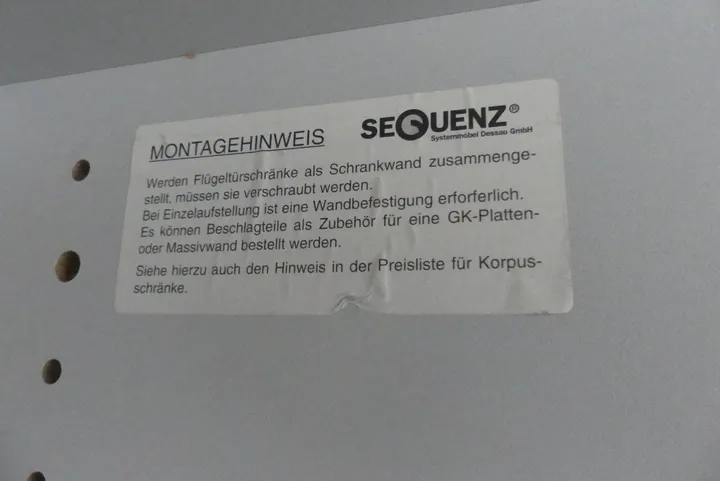 MONTAGEHINWEIS
SEQUENZ®
Systemmöbel Dessau GmbH
Werden Flügeltürschränke als Schrankwand zusammenge-
stellt, müssen sie verschraubt werden.
Bei Einzelaufstellung ist eine Wandbefestigung erforferlich.
Es können Beschlagteile als Zubehör für eine GK-Platten-
oder Massivwand bestellt werden.
Siehe hierzu auch den Hinweis in der Preisliste für Korpus-
schränke.